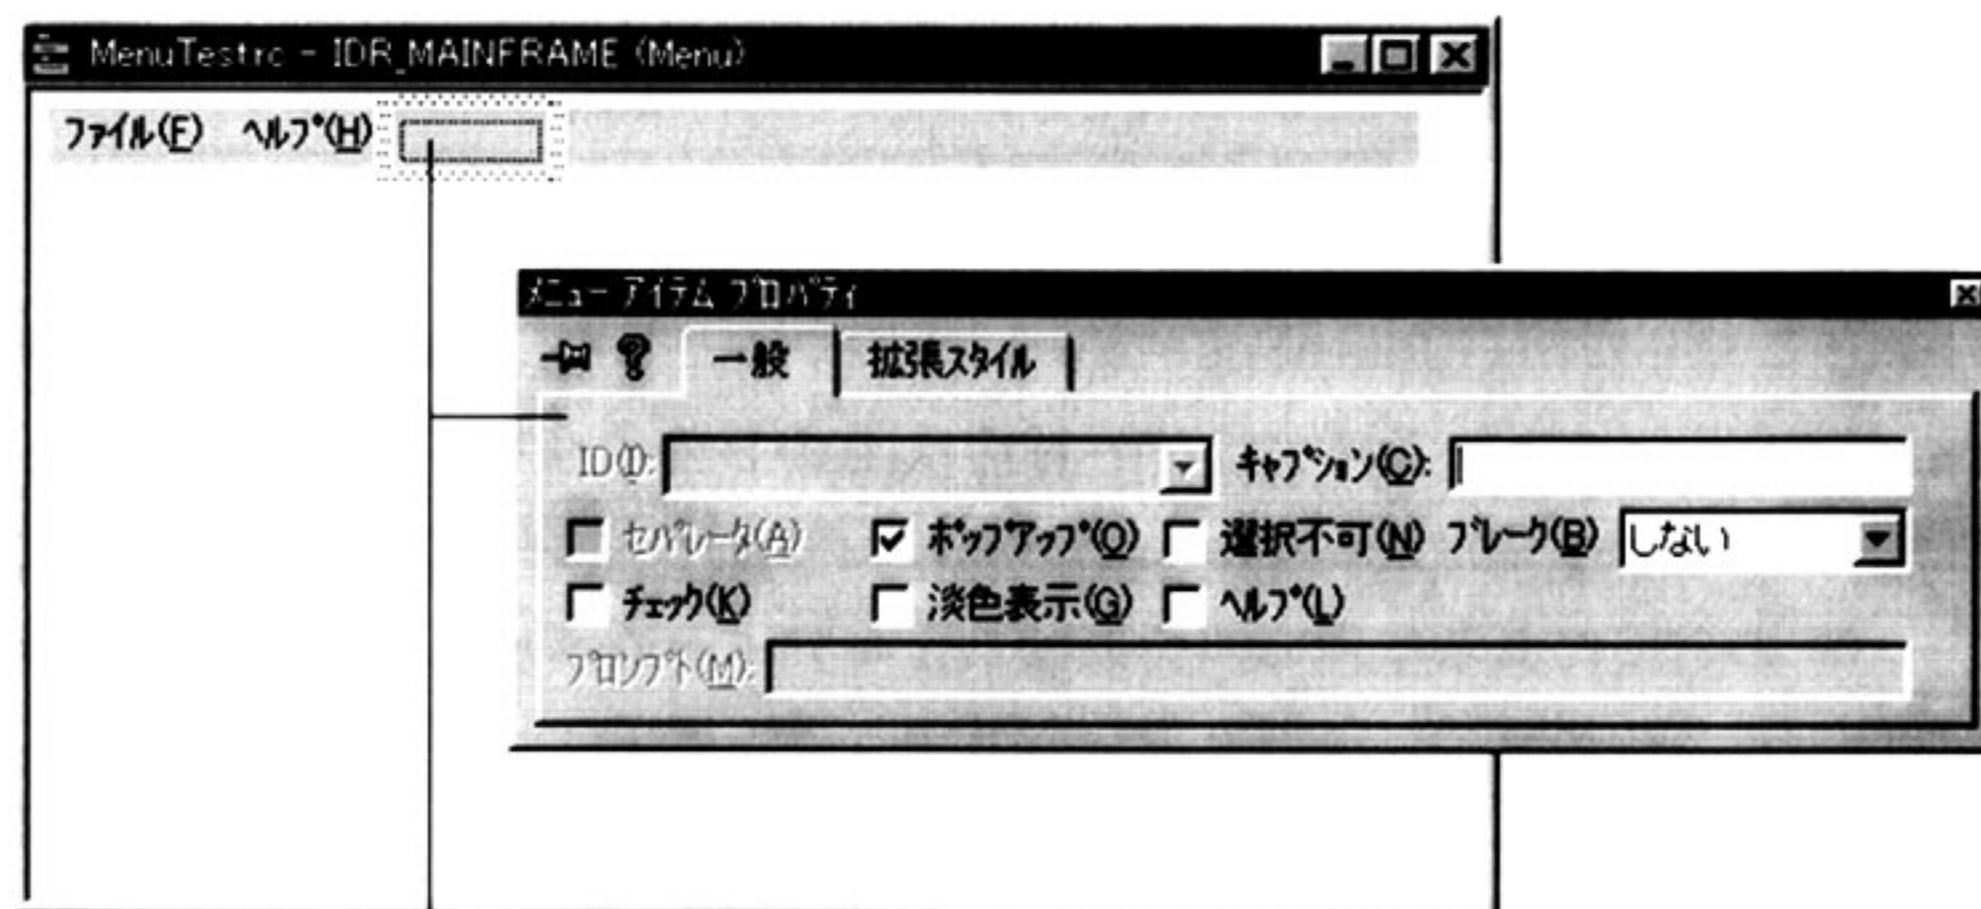 MenuTest.rc - IDR_MAINFRAME (Menu)
ファイル(F) ヘルプ(H)
メニュー アイテム プロパティ
一般 拡張スタイル
ID(I): キャプション(C):
セパレータ(A) ポップアップ(O) 選択不可(N) ブレーク(B) しない
チェック(K) 淡色表示(G) ヘルプ(L)
プロンプト(M):